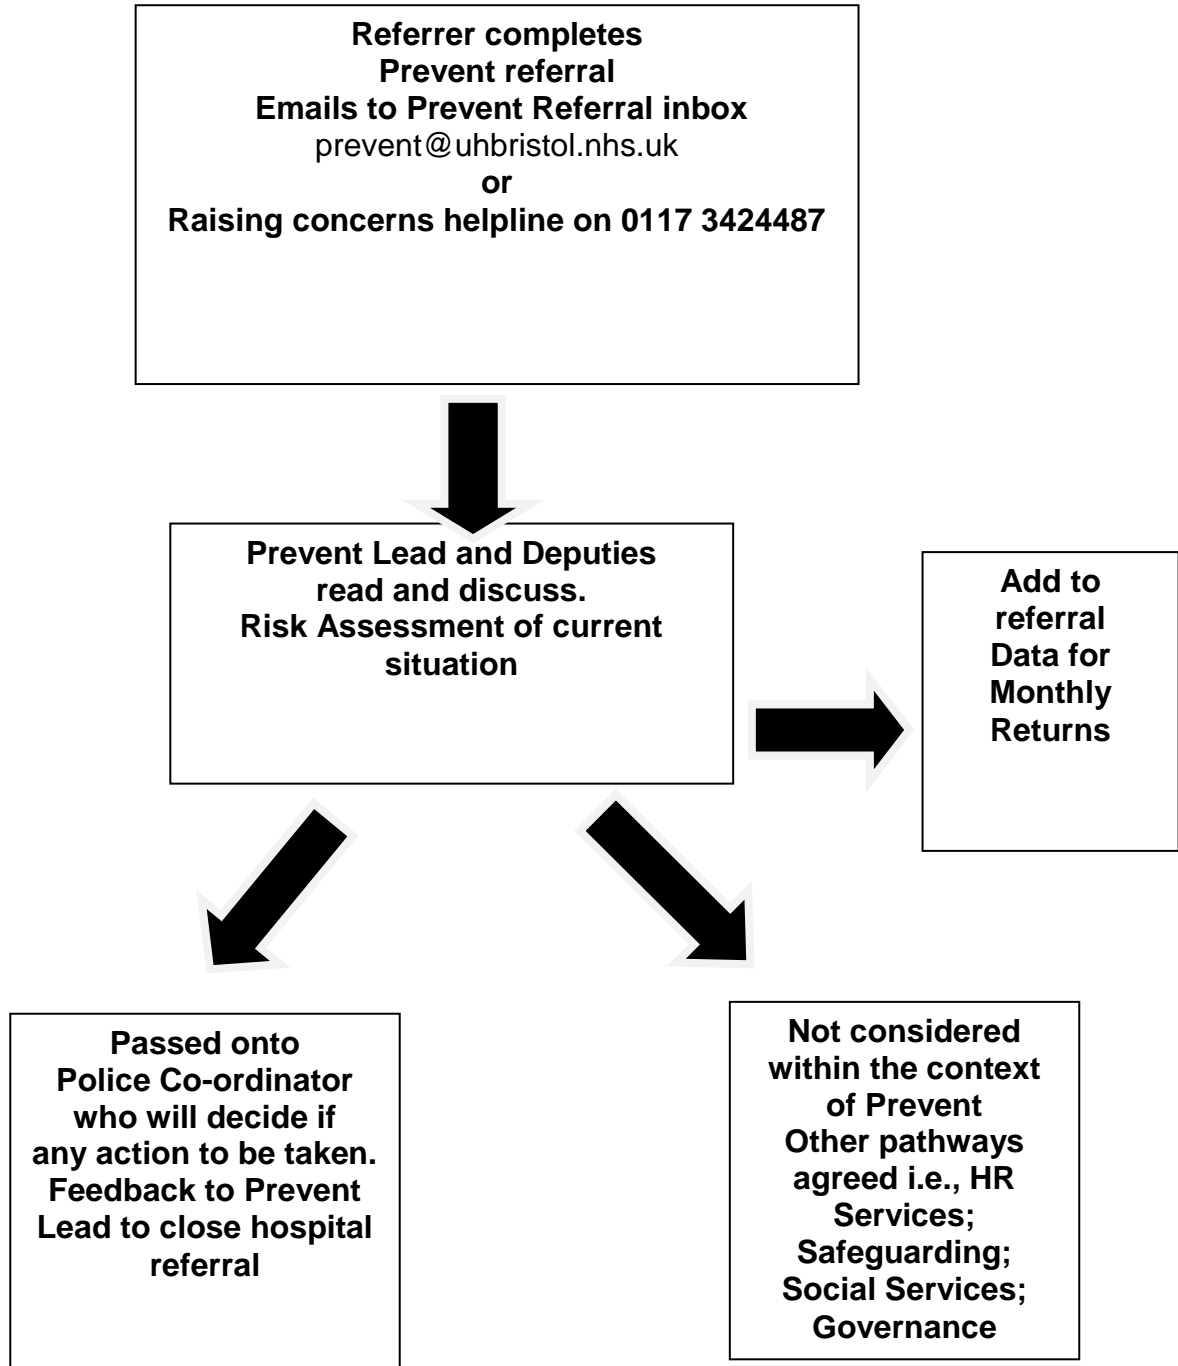 Referrer completes
Prevent referral
Emails to Prevent Referral inbox
prevent@uhbristol.nhs.uk
or
Raising concerns helpline on 0117 3424487
Prevent Lead and Deputies
read and discuss.
Risk Assessment of current
situation
Add to
referral
Data for
Monthly
Returns
Passed onto
Police Co-ordinator
who will decide if
any action to be taken.
Feedback to Prevent
Lead to close hospital
referral
Not considered
within the context
of Prevent
Other pathways
agreed i.e., HR
Services;
Safeguarding;
Social Services;
Governance